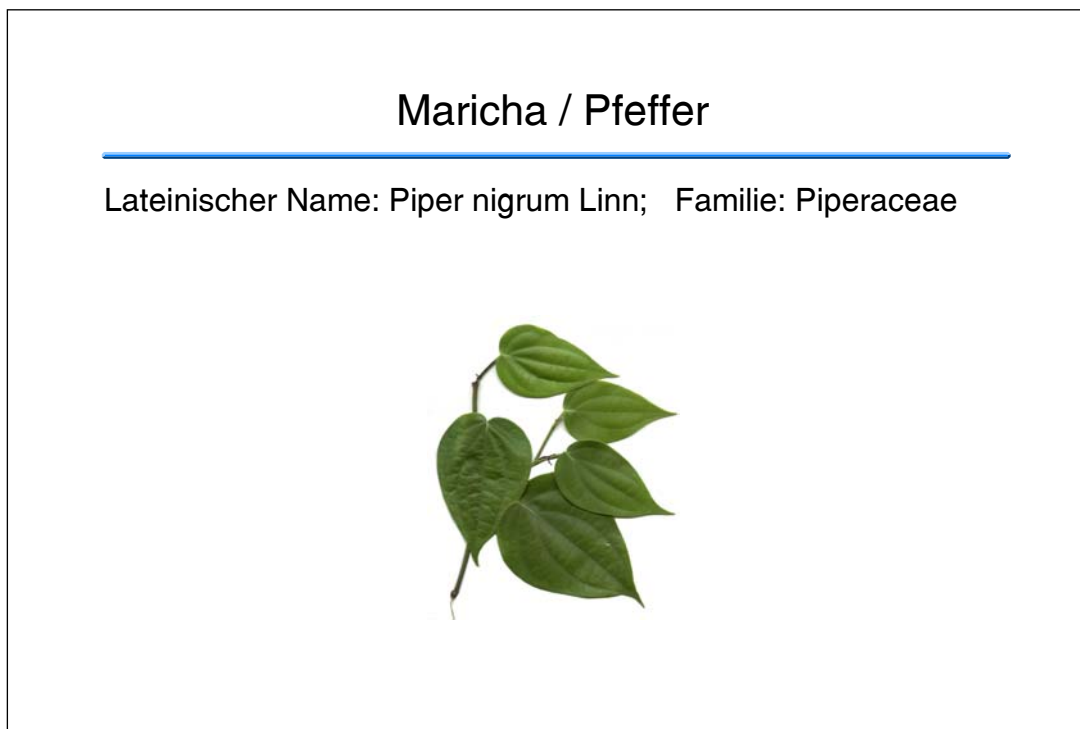 Maricha / Pfeffer
Lateinischer Name: Piper nigrum Linn; Familie: Piperaceae